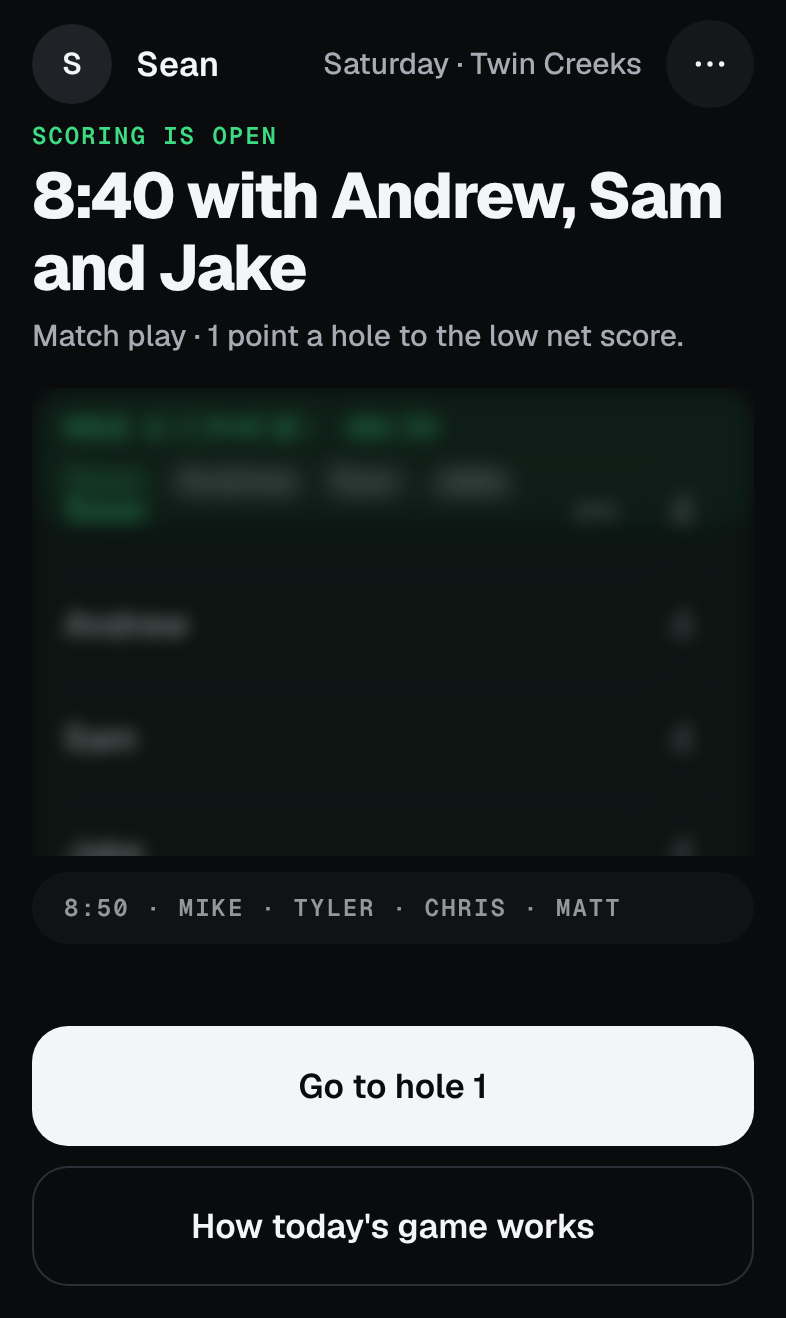 S
Sean
Saturday · Twin Creeks
SCORING IS OPEN
8:40 with Andrew, Sam
and Jake
Match play · 1 point a hole to the low net score.
Andrew
Sam
8:50 · MIKE · TYLER · CHRIS · MATT
Go to hole 1
How today's game works